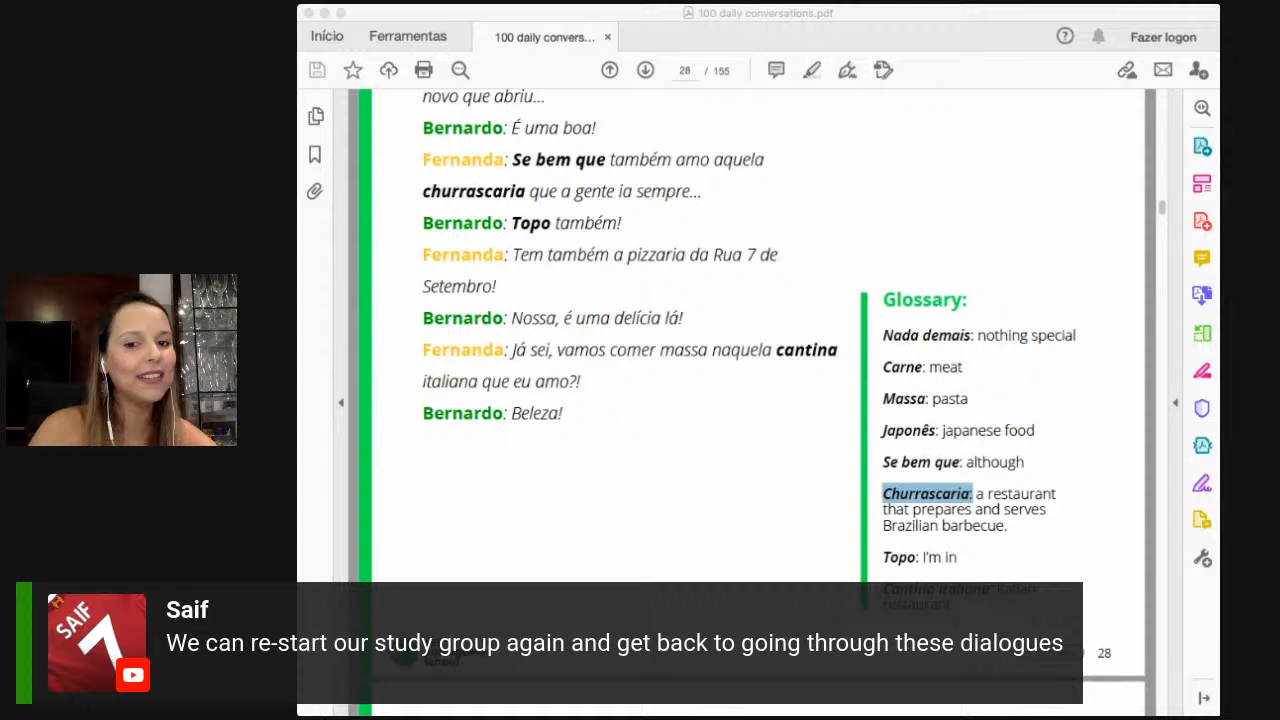 100 daily conversations.pdf
Início Ferramentas 100 daily convers... × Fazer logon
28 / 155
novo que abriu...
Bernardo: É uma boa!
Fernanda: Se bem que também amo aquela
churrascaria que a gente ia sempre...
Bernardo: Topo também!
Fernanda: Tem também a pizzaria da Rua 7 de
Setembro!
Bernardo: Nossa, é uma delícia lá!
Fernanda: Já sei, vamos comer massa naquela cantina
italiana que eu amo?!
Bernardo: Beleza!
Glossary:
Nada demais: nothing special
Carne: meat
Massa: pasta
Japonês: japanese food
Se bem que: although
Churrascaria: a restaurant
that prepares and serves
Brazilian barbecue.
Topo: I'm in
Cantina italiana: Italian
restaurant
28
SAIF
Saif
We can re-start our study group again and get back to going through these dialogues